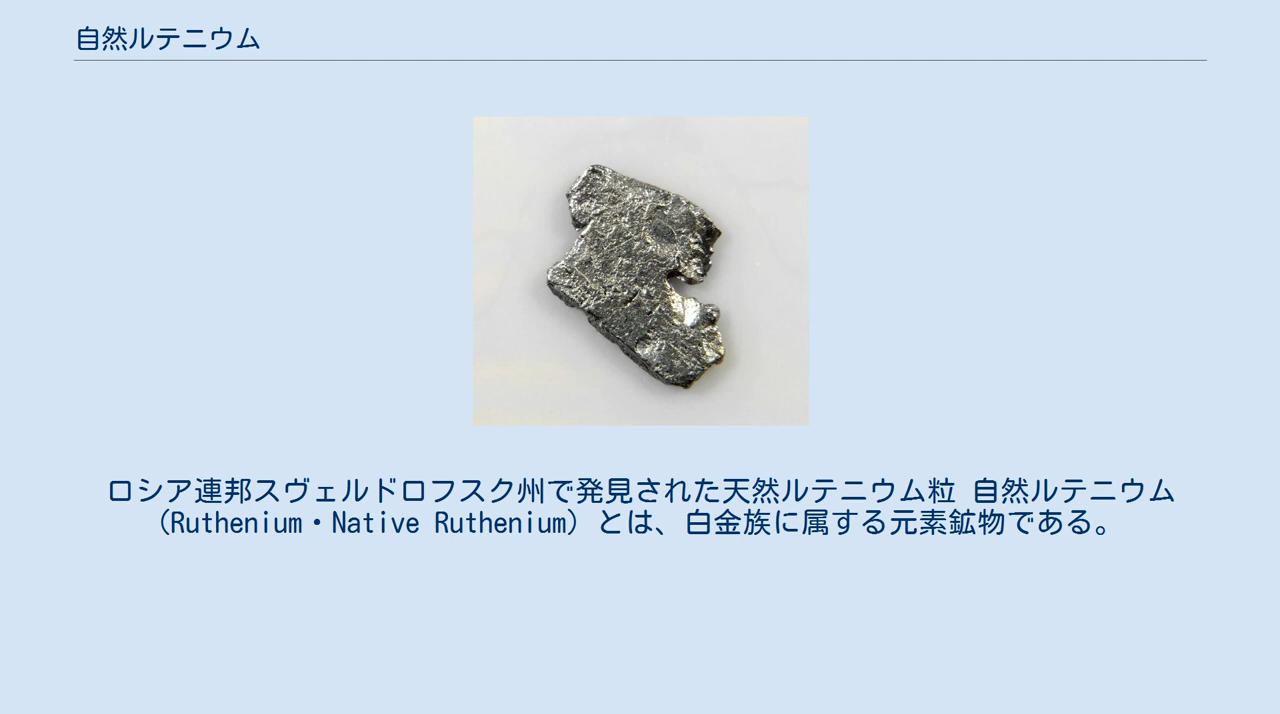 自然ルテニウム
ロシア連邦スヴェルドロフスク州で発見された天然ルテニウム粒 自然ルテニウム
（Ruthenium・Native Ruthenium）とは、白金族に属する元素鉱物である。